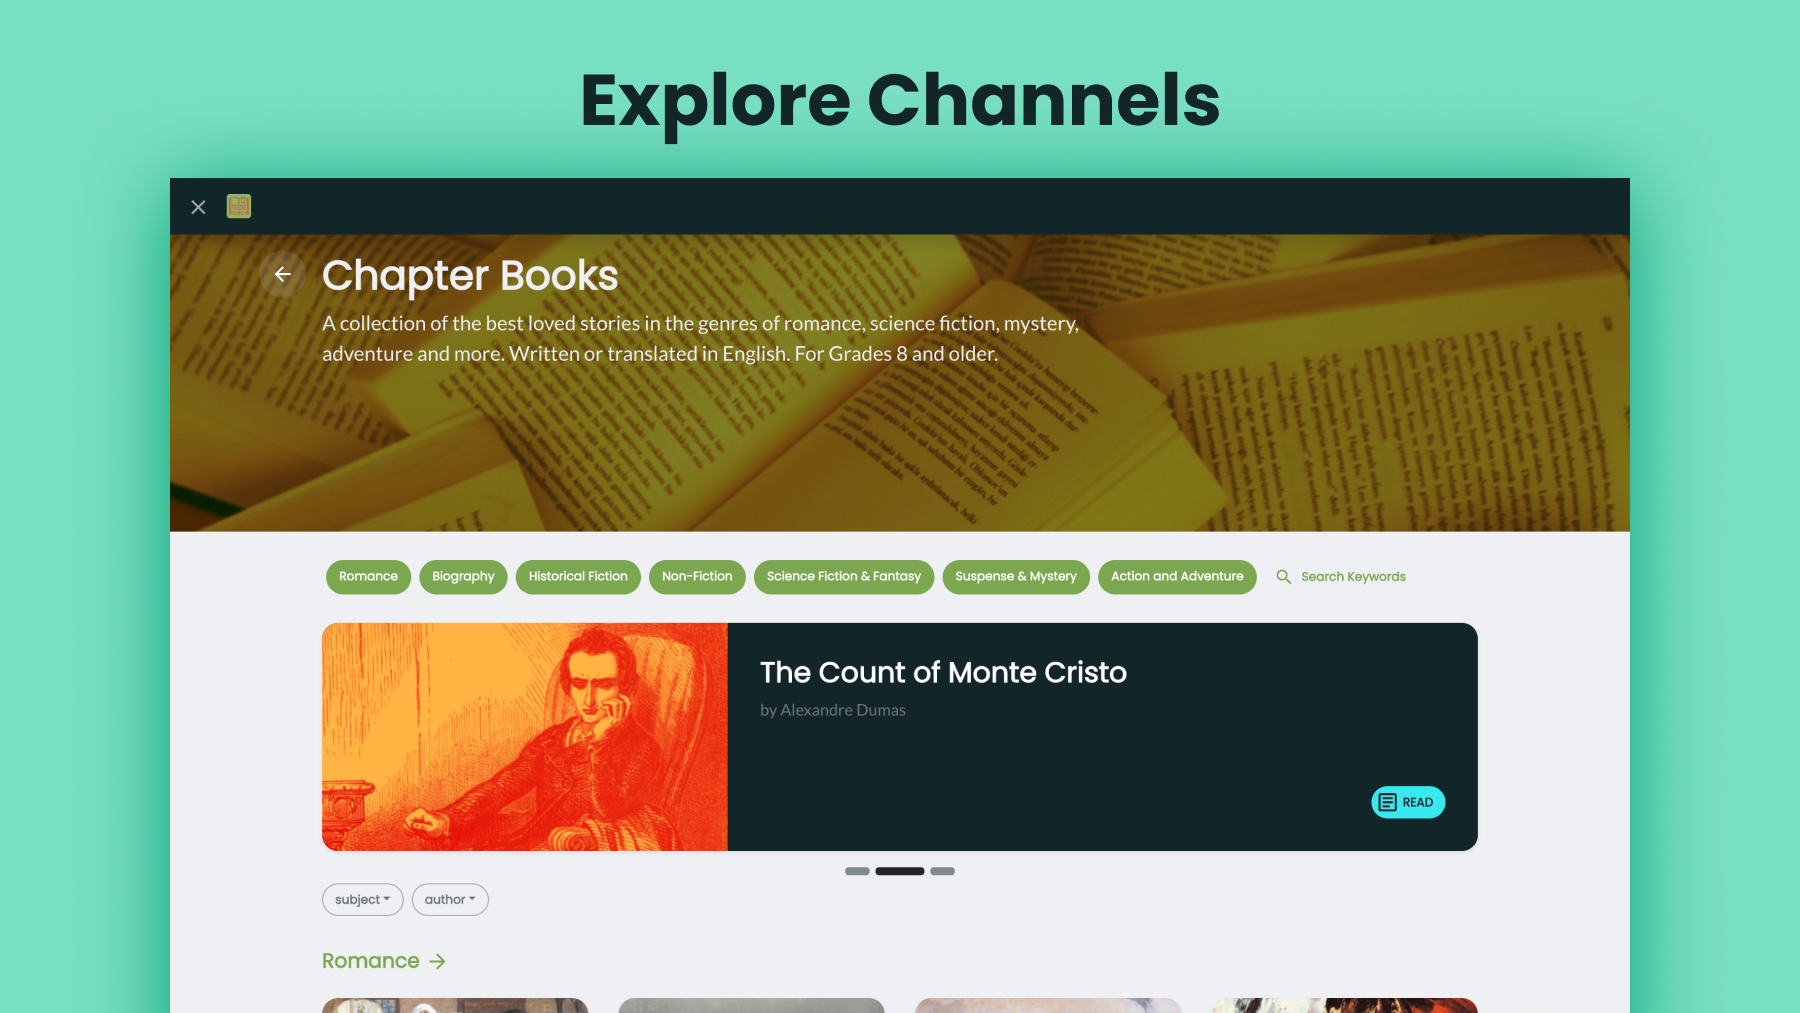 Explore Channels
Chapter Books
A collection of the best loved stories in the genres of romance, science fiction, mystery,
adventure and more. Written or translated in English. For Grades 8 and older.
Romance Biography Historical Fiction Non-Fiction Science Fiction & Fantasy Suspense & Mystery Action and Adventure Search Keywords
The Count of Monte Cristo
by Alexandre Dumas
READ
subject author
Romance